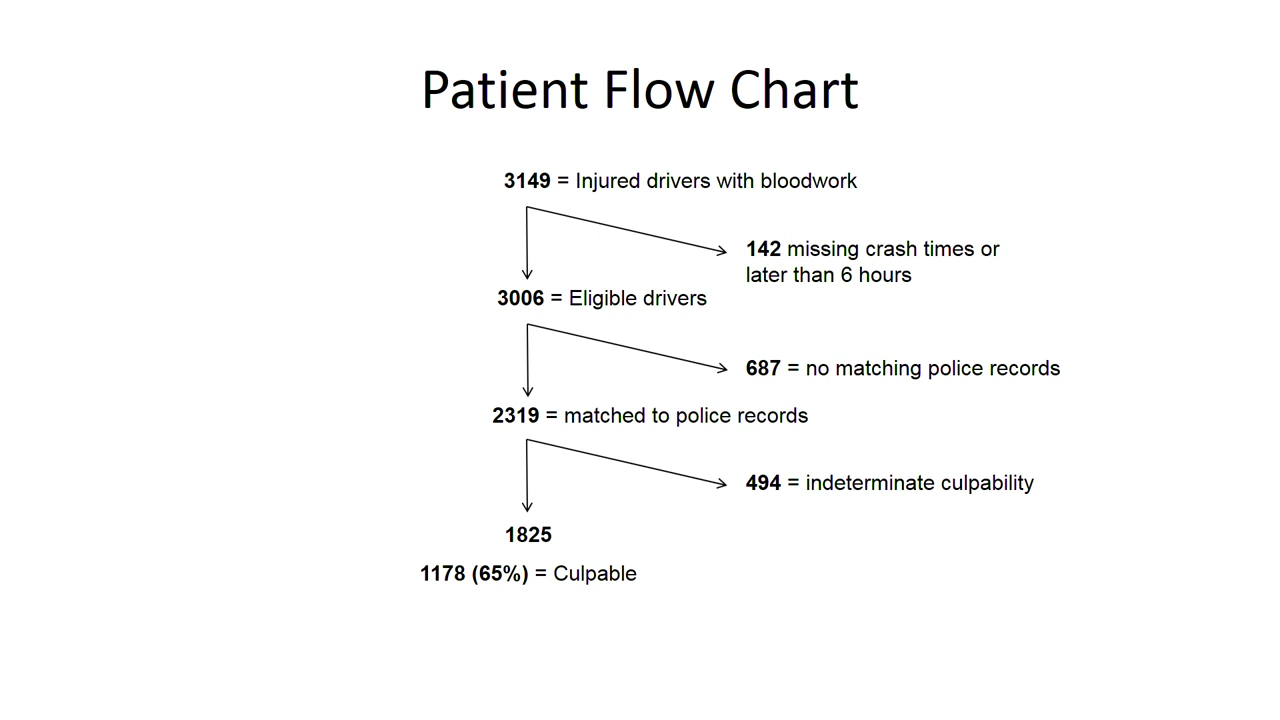 Patient Flow Chart
3149 = Injured drivers with bloodwork
142 missing crash times or
later than 6 hours
3006 = Eligible drivers
687 = no matching police records
2319 = matched to police records
494 = indeterminate culpability
1825
1178 (65%) = Culpable